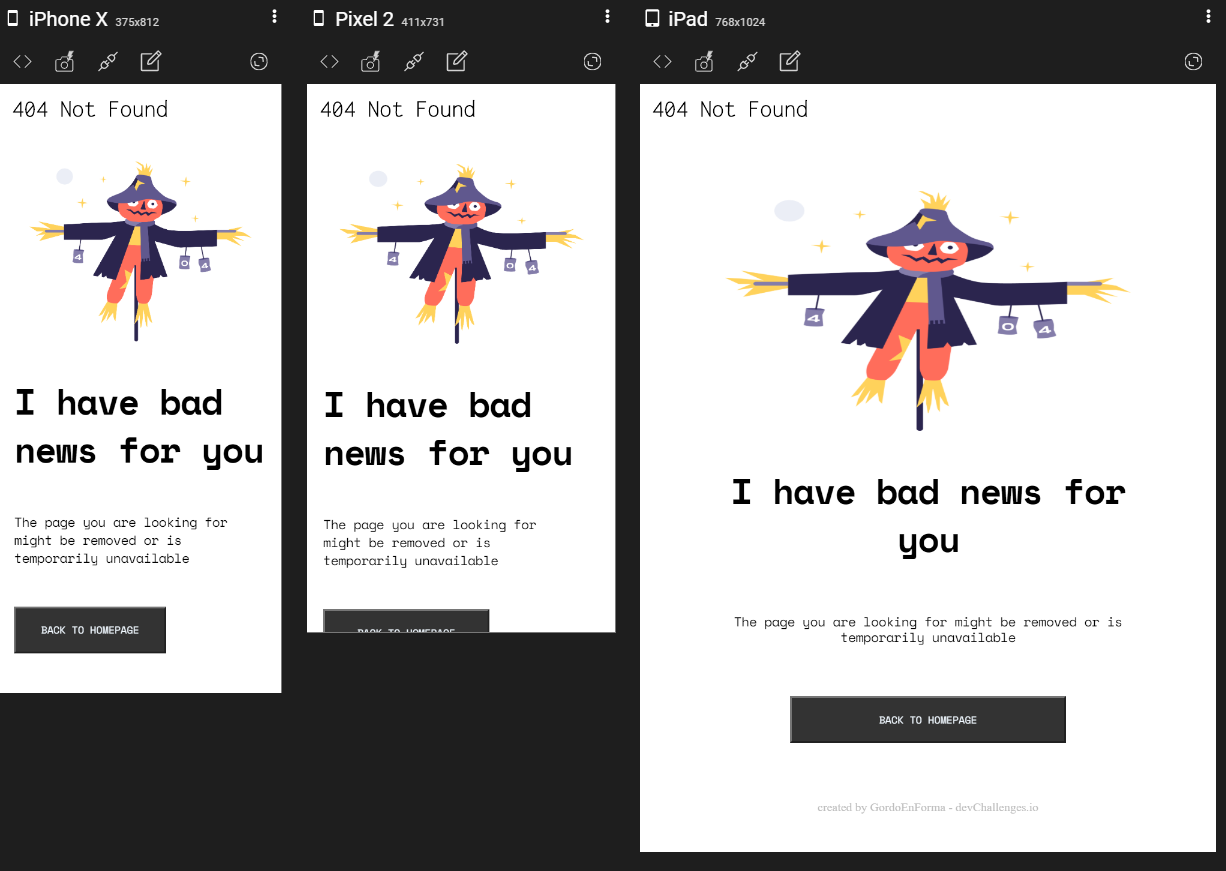 iPhone X 375x812
404 Not Found
4 0 4
I have bad
news for you
The page you are looking for
might be removed or is
temporarily unavailable
BACK TO HOMEPAGE
Pixel 2 411x731
404 Not Found
4 0 4
I have bad
news for you
The page you are looking for
might be removed or is
temporarily unavailable
BACK TO HOMEPAGE
iPad 768x1024
404 Not Found
4 0 4
I have bad news for
you
The page you are looking for might be removed or is
temporarily unavailable
BACK TO HOMEPAGE
created by GordoEnForma - devChallenges.io